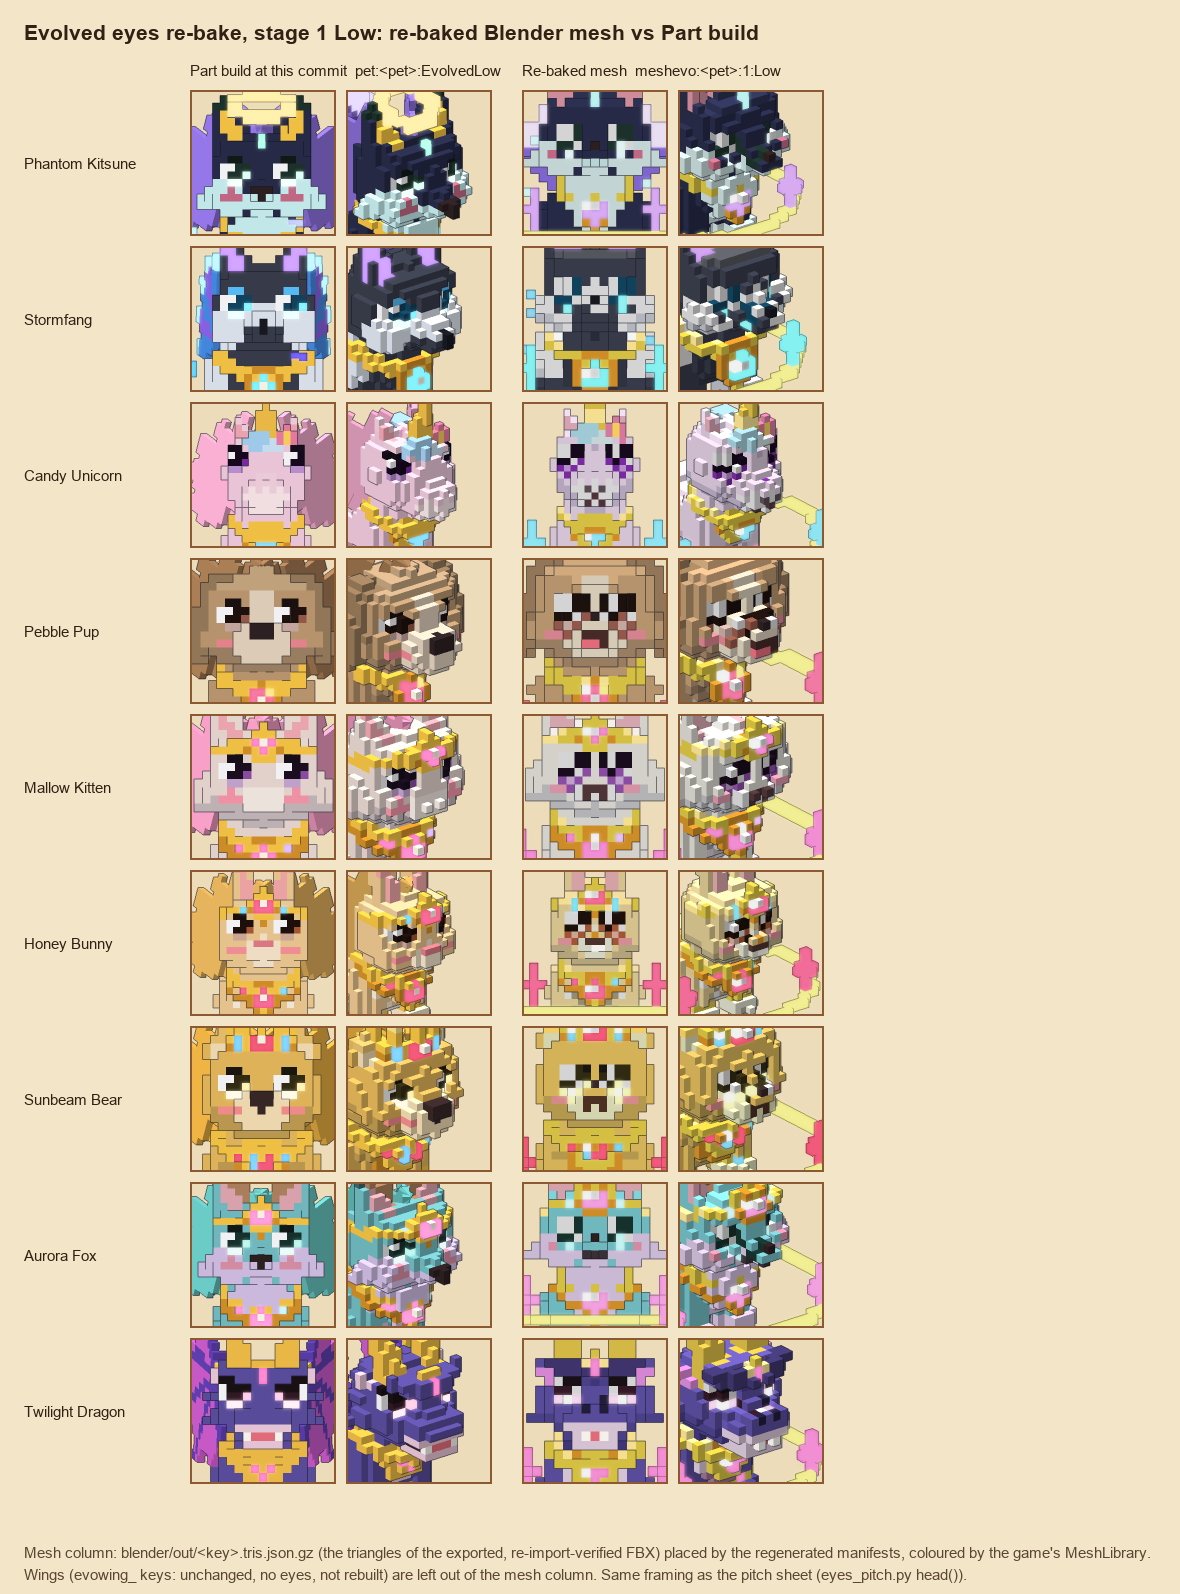 Evolved eyes re-bake, stage 1 Low: re-baked Blender mesh vs Part build
Part build at this commit  pet:<pet>:EvolvedLow
Re-baked mesh  meshevo:<pet>:1:Low
Phantom Kitsune
Stormfang
Candy Unicorn
Pebble Pup
Mallow Kitten
Honey Bunny
Sunbeam Bear
Aurora Fox
Twilight Dragon
Mesh column: blender/out/<key>.tris.json.gz (the triangles of the exported, re-import-verified FBX) placed by the regenerated manifests, coloured by the game's MeshLibrary.
Wings (evowing_ keys: unchanged, no eyes, not rebuilt) are left out of the mesh column. Same framing as the pitch sheet (eyes_pitch.py head()).